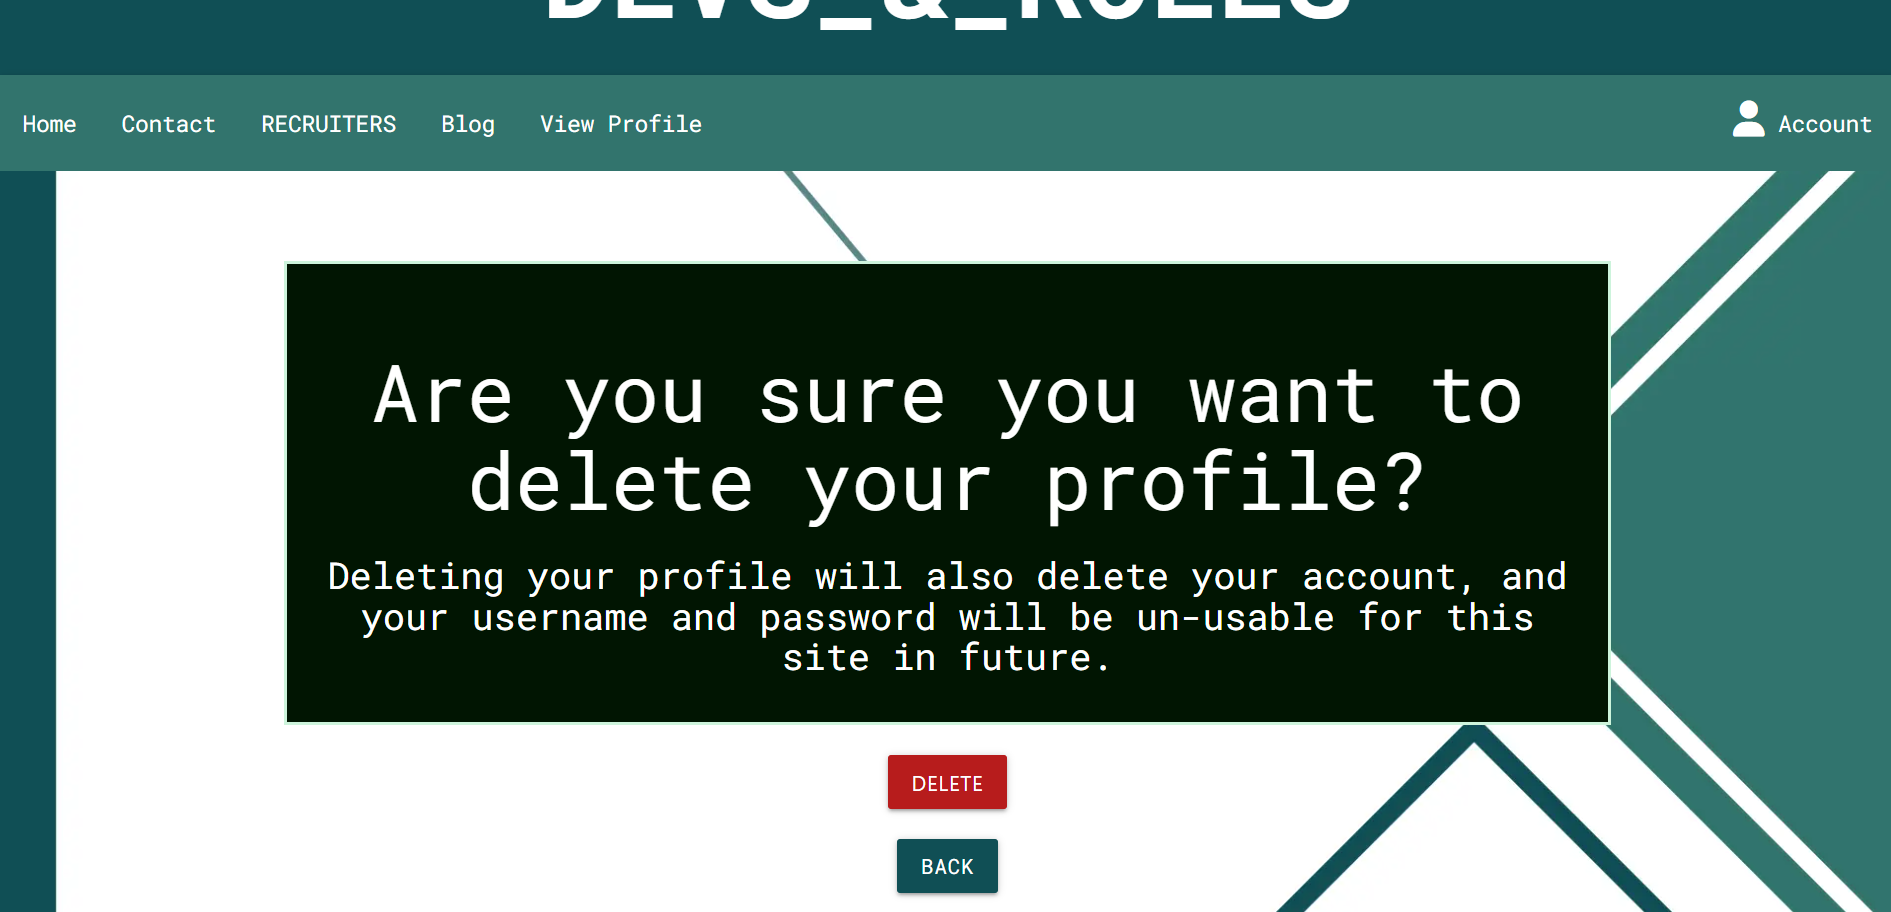 DEVS_&_ROLES
Home Contact RECRUITERS Blog View Profile Account
Are you sure you want to
delete your profile?
Deleting your profile will also delete your account, and
your username and password will be un-usable for this
site in future.
DELETE
BACK